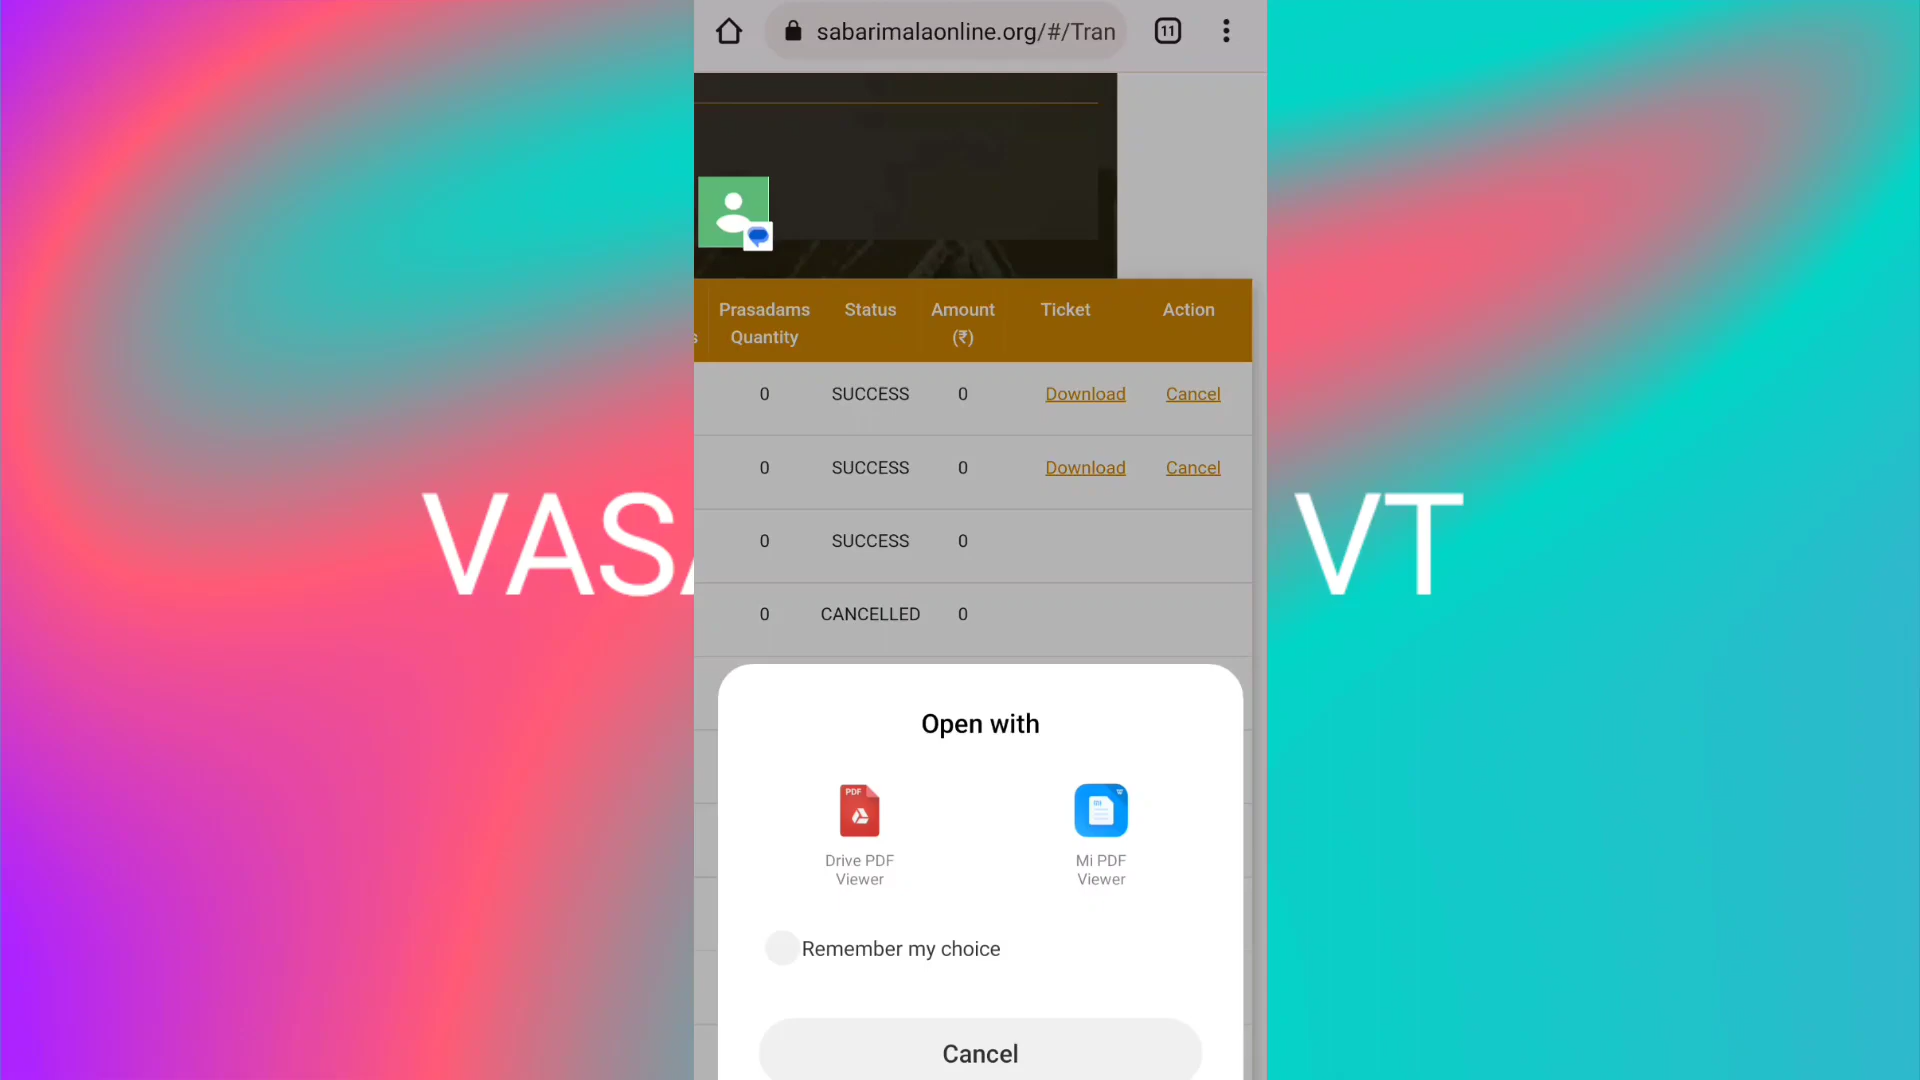 11
sabarimalaonline.org/#/Tran
Prasadams Quantity Status Amount (₹) Ticket Action
0 SUCCESS 0 Download Cancel
0 SUCCESS 0 Download Cancel
0 SUCCESS 0
0 CANCELLED 0
VAS VT
Open with
PDF
Drive PDF Viewer
Mi PDF Viewer
Remember my choice
Cancel